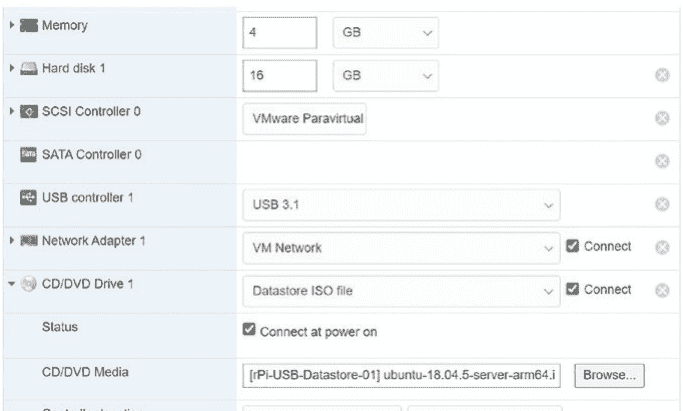 Memory 4 GB
Hard disk 1 16 GB
SCSI Controller 0 VMware Paravirtual
SATA SATA Controller 0
USB controller 1 USB 3.1
Network Adapter 1 VM Network Connect
CD/DVD Drive 1 Datastore ISO file Connect
Status Connect at power on
CD/DVD Media [rPi-USB-Datastore-01] ubuntu-18.04.5-server-arm64.i Browse...